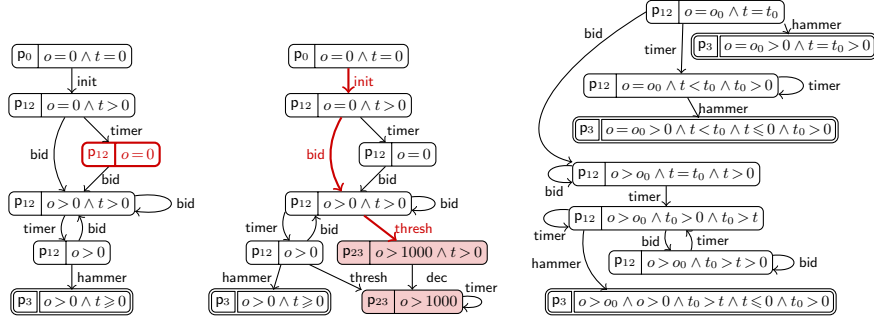 p0 o = 0 ∧ t = 0
init
p12 o = 0 ∧ t > 0
timer
bid
p12 o = 0
bid
p12 o > 0 ∧ t > 0
bid
timer
bid
p12 o > 0
hammer
p3 o > 0 ∧ t ⩾ 0
p0 o = 0 ∧ t = 0
init
p12 o = 0 ∧ t > 0
timer
bid
p12 o = 0
bid
p12 o > 0 ∧ t > 0
bid
timer
bid
thresh
p12 o > 0
p23 o > 1000 ∧ t > 0
hammer
thresh
dec
p3 o > 0 ∧ t ⩾ 0
p23 o > 1000
timer
p12 o = o0 ∧ t = t0
bid
hammer
timer
p3 o = o0 > 0 ∧ t = t0 > 0
p12 o = o0 ∧ t < t0 ∧ t0 > 0
timer
hammer
p3 o = o0 > 0 ∧ t < t0 ∧ t ⩽ 0 ∧ t0 > 0
p12 o > o0 ∧ t = t0 ∧ t > 0
bid
timer
p12 o > o0 ∧ t0 > 0 ∧ t0 > t
timer
bid
timer
hammer
p12 o > o0 ∧ t0 > t > 0
bid
p3 o > o0 ∧ o > 0 ∧ t0 > t ∧ t ⩽ 0 ∧ t0 > 0